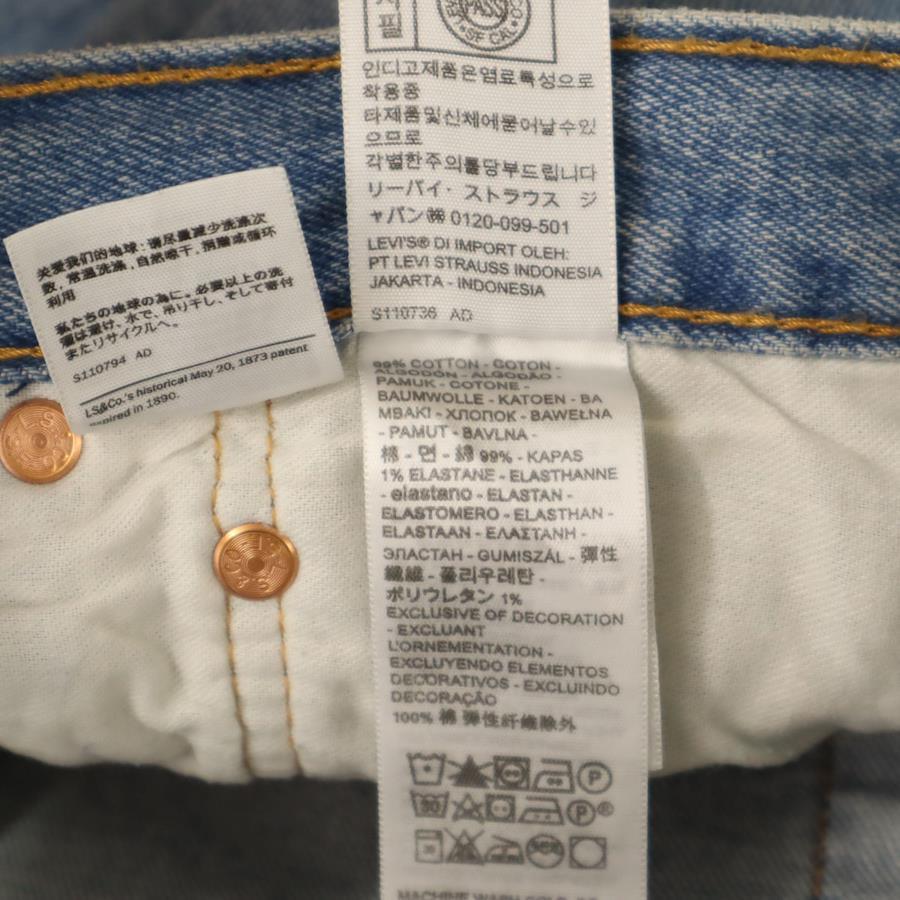 PASS
SF CAL
인디고제품은염료특성으로
착용중
타제품및신체에묻어날수있
으므로
각별한주의를당부드립니다
リーバイ・ストラウス ジ
ャパン㈱ 0120-099-501
LEVI'S® DI IMPORT OLEH:
PT LEVI STRAUSS INDONESIA
JAKARTA - INDONESIA
S110736 AD
关爱我们的地球: 请尽量减少洗涤次
数, 常温洗涤, 自然晾干, 捐赠或循环
利用
私たちの地球の為に。必要以上の洗
濯は避け、水で、吊り干し、そして寄付
またリサイクルへ。
S110794 AD
LS&Co.'s historical May 20, 1873 patent
expired in 1890.
99% COTTON - COTON -
ALGODÓN - ALGODÃO -
PAMUK - COTONE -
BAUMWOLLE - KATOEN - BA
MBAKI - ХЛОПОК - BAWEŁNA
- PAMUT - BAVLNA -
棉 - 면 - 綿 99% - KAPAS
1% ELASTANE - ELASTHANNE
- elastano - ELASTAN -
ELASTOMERO - ELASTHAN -
ELASTAAN - ΕΛΑΣΤΑΝΗ -
ЭЛАСТАН - GUMISZÁL - 彈性
纖維 - 폴리우레탄 -
ポリウレタン 1%
EXCLUSIVE OF DECORATION
- EXCLUANT
L'ORNEMENTATION -
EXCLUYENDO ELEMENTOS
DECORATIVOS - EXCLUINDO
DECORAÇÃO
100% 棉 弹性纤维除外
P
30
P
MACHINE WASH COLD